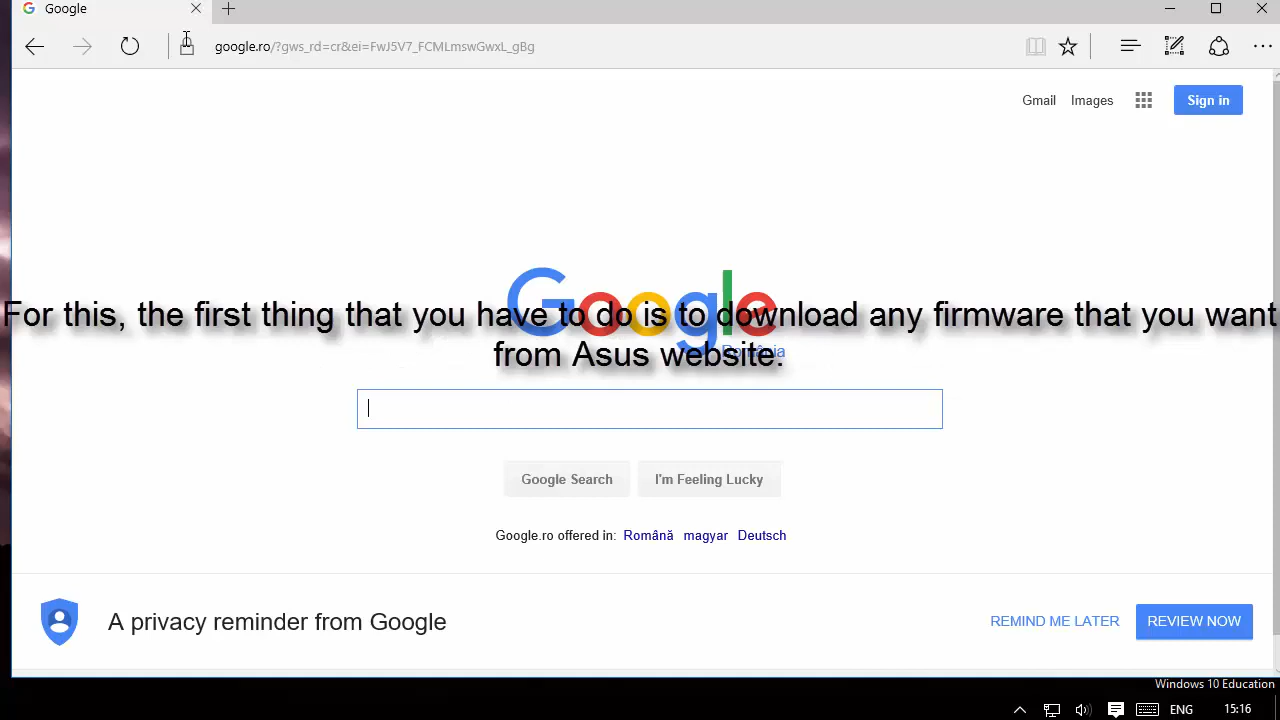 Google
google.ro/?gws_rd=cr&ei=FwJ5V7_FCMLmswGwxL_gBg
Gmail Images Sign in
Google
România
For this, the first thing that you have to do is to download any firmware that you want
from Asus website.
Google Search I'm Feeling Lucky
Google.ro offered in: Română magyar Deutsch
A privacy reminder from Google REMIND ME LATER REVIEW NOW
Windows 10 Education
ENG 15:16